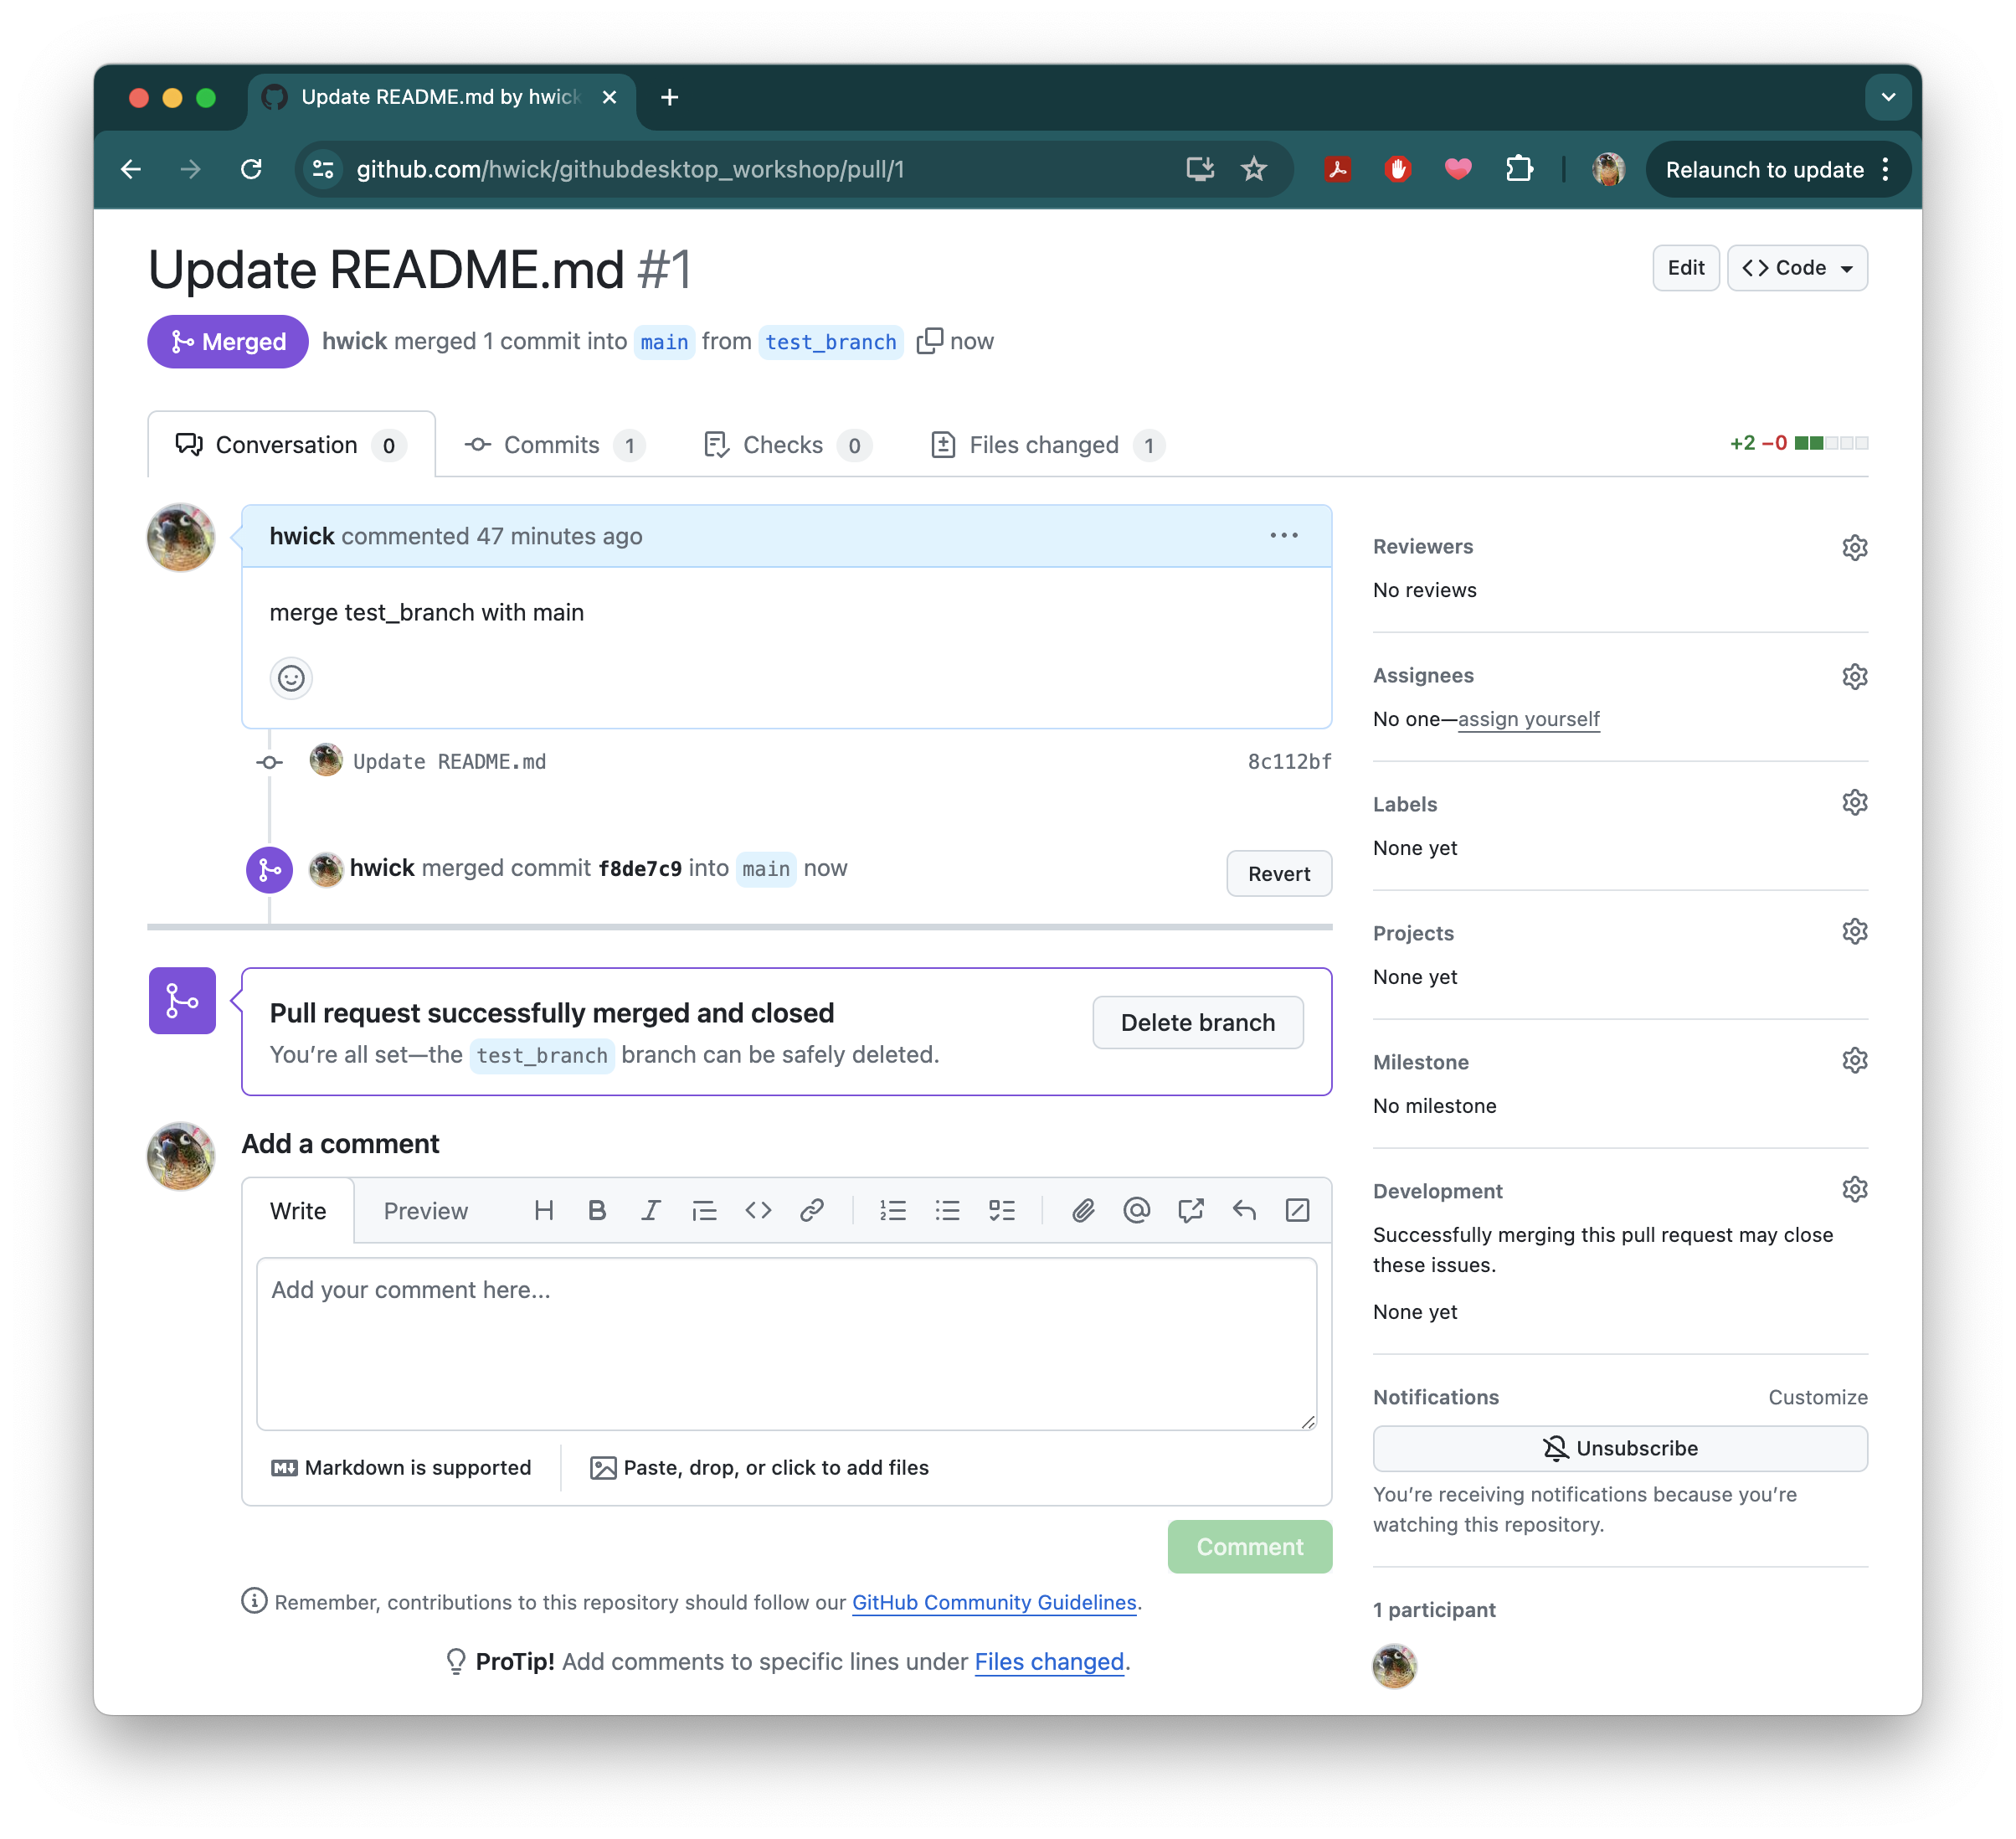 Update README.md by hwick
github.com/hwick/githubdesktop_workshop/pull/1
Relaunch to update
Update README.md #1
Edit
Code
Merged
hwick merged 1 commit into main from test_branch now
Conversation 0
Commits 1
Checks 0
Files changed 1
+2 −0
hwick commented 47 minutes ago
merge test_branch with main
Update README.md
8c112bf
hwick merged commit f8de7c9 into main now
Revert
Pull request successfully merged and closed
You’re all set—the test_branch branch can be safely deleted.
Delete branch
Add a comment
Write
Preview
Add your comment here...
Markdown is supported
Paste, drop, or click to add files
Comment
Remember, contributions to this repository should follow our GitHub Community Guidelines.
ProTip! Add comments to specific lines under Files changed.
Reviewers
No reviews
Assignees
No one—assign yourself
Labels
None yet
Projects
None yet
Milestone
No milestone
Development
Successfully merging this pull request may close
these issues.
None yet
Notifications
Customize
Unsubscribe
You’re receiving notifications because you’re
watching this repository.
1 participant